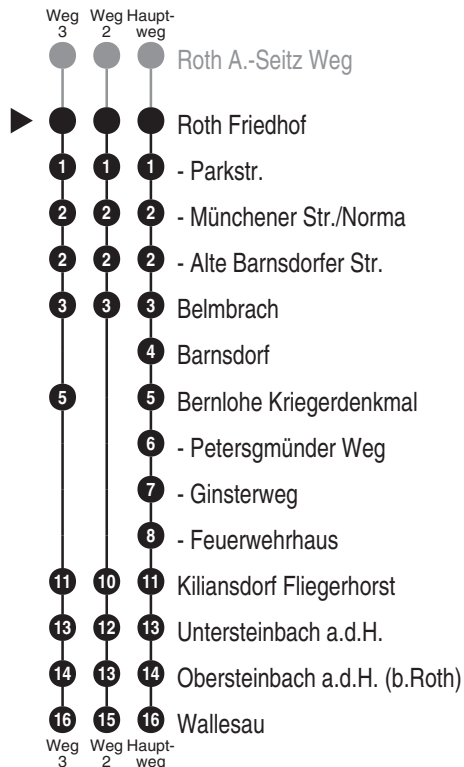 Weg Weg Haupt-
3 2 weg
Roth A.-Seitz Weg
Roth Friedhof
1 1 1 - Parkstr.
2 2 2 - Münchener Str./Norma
2 2 2 - Alte Barnsdorfer Str.
3 3 3 Belmbrach
4 Barnsdorf
5 5 Bernlohe Kriegerdenkmal
6 - Petersgmünder Weg
7 - Ginsterweg
8 - Feuerwehrhaus
11 10 11 Kiliansdorf Fliegerhorst
13 12 13 Untersteinbach a.d.H.
14 13 14 Obersteinbach a.d.H. (b.Roth)
16 15 16 Wallesau
Weg Weg Haupt-
3 2 weg